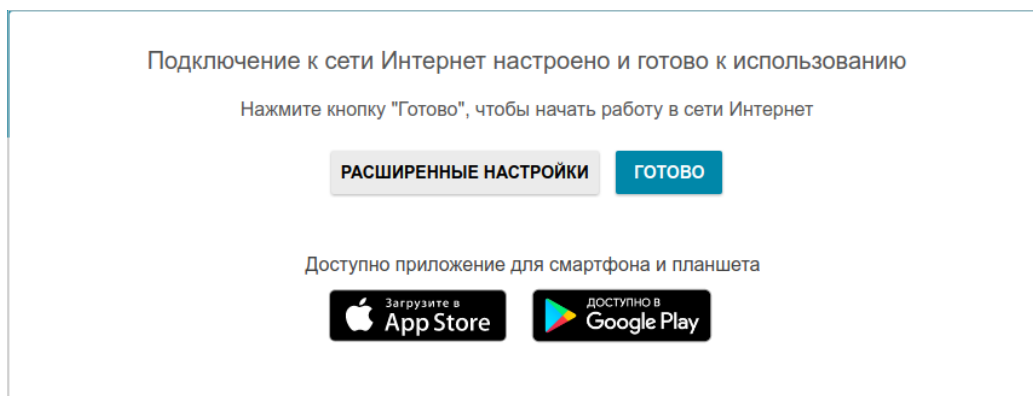 Подключение к сети Интернет настроено и готово к использованию
Нажмите кнопку "Готово", чтобы начать работу в сети Интернет
РАСШИРЕННЫЕ НАСТРОЙКИ ГОТОВО
Доступно приложение для смартфона и планшета
Загрузите в
App Store
ДОСТУПНО В
Google Play